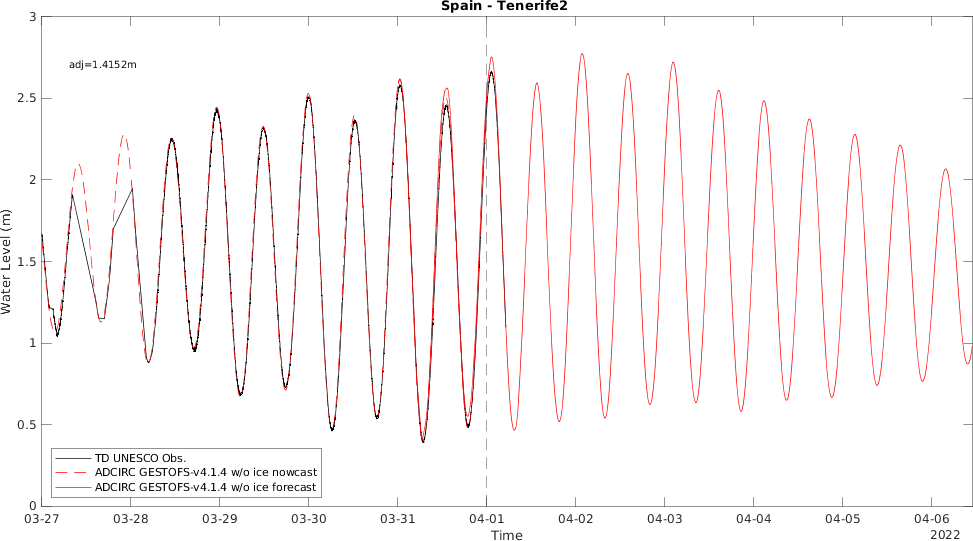 Spain - Tenerife2
adj=1.4152m
3
2.5
2
1.5
1
0.5
0
Water Level (m)
TD UNESCO Obs.
ADCIRC GESTOFS-v4.1.4 w/o ice nowcast
ADCIRC GESTOFS-v4.1.4 w/o ice forecast
03-27 03-28 03-29 03-30 03-31 04-01 04-02 04-03 04-04 04-05 04-06
Time
2022